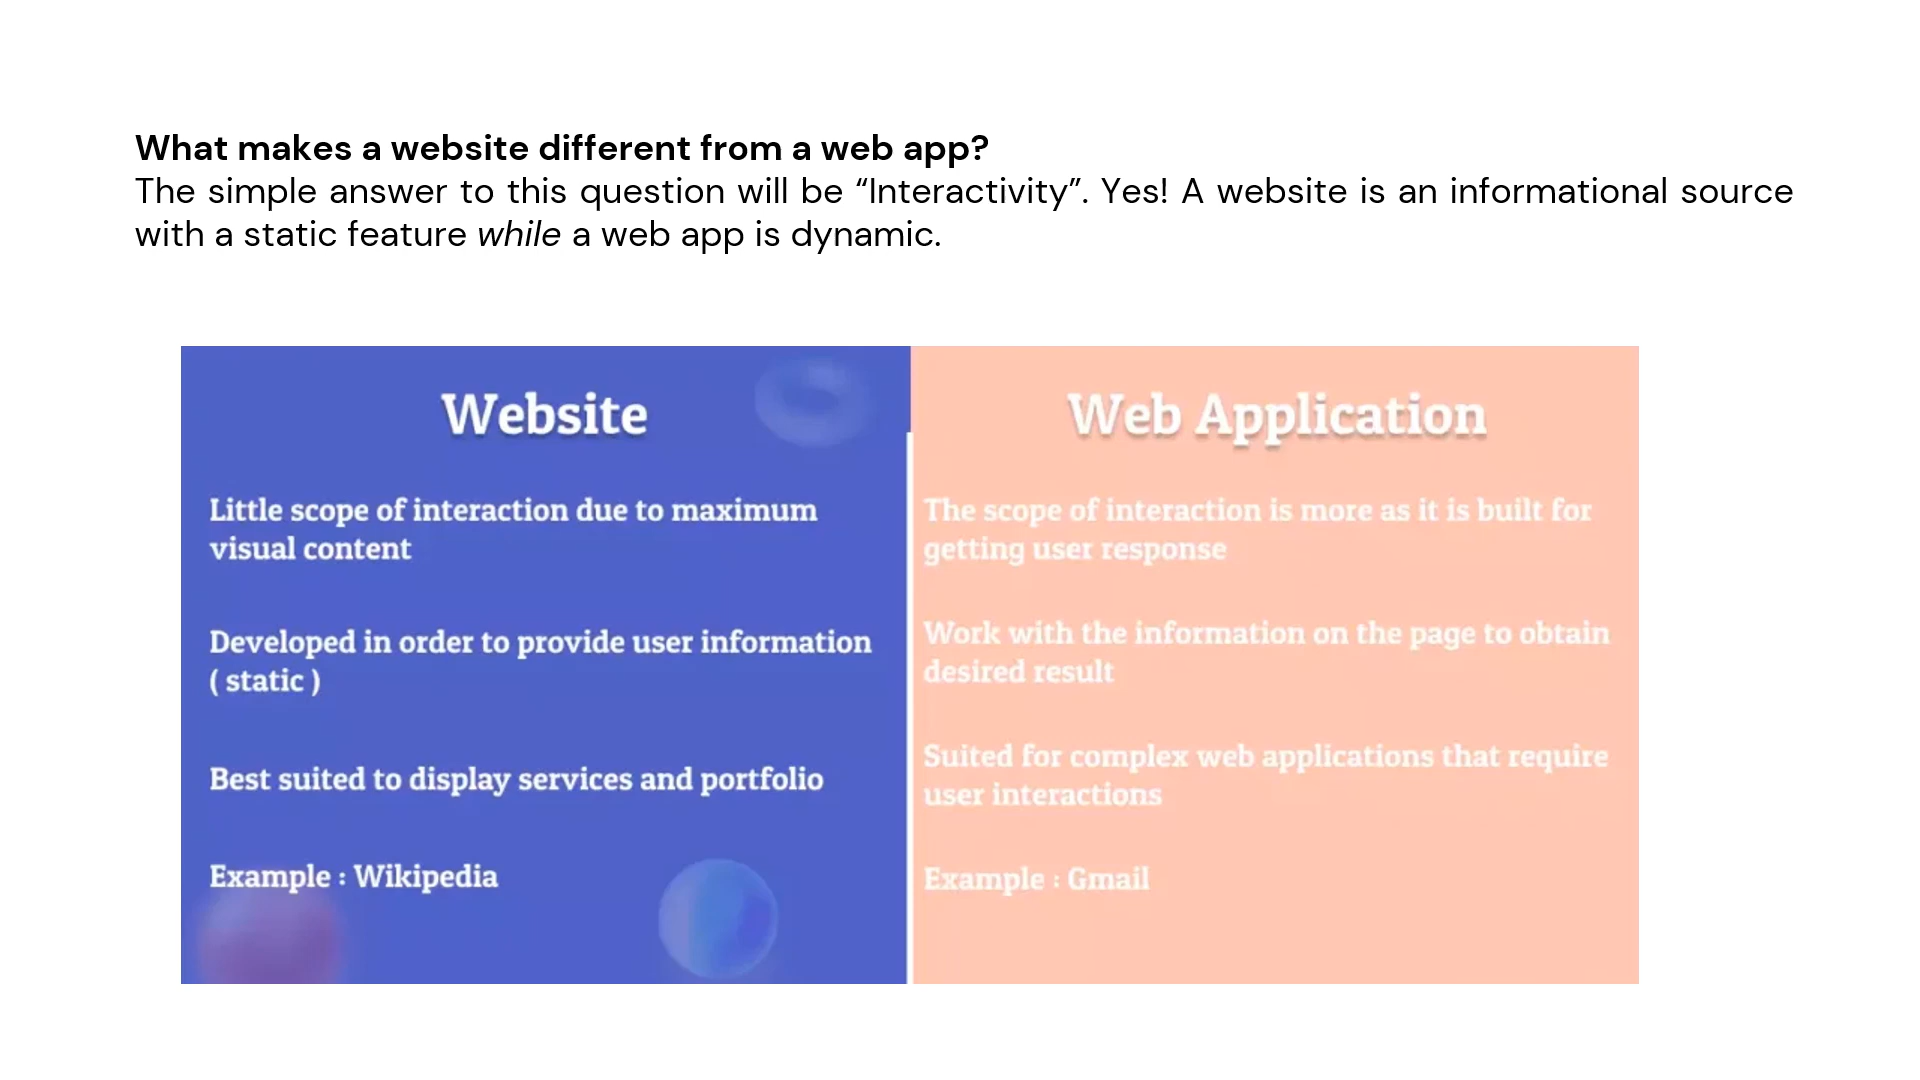 What makes a website different from a web app?
The simple answer to this question will be “Interactivity”. Yes! A website is an informational source
with a static feature while a web app is dynamic.
Website
Little scope of interaction due to maximum
visual content
Developed in order to provide user information
( static )
Best suited to display services and portfolio
Example : Wikipedia
Web Application
The scope of interaction is more as it is built for
getting user response
Work with the information on the page to obtain
desired result
Suited for complex web applications that require
user interactions
Example : Gmail